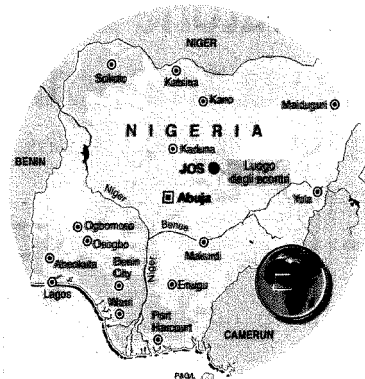 NIGER
Sokoto
Katsina
Kano
Maiduguri
NIGERIA
BENIN
Kaduna
JOS
Luogo
degli scontri
Niger
Abuja
Yola
Benue
Ogbomoso
Osogbo
Makurdi
Abeokuta
Benin
City
Niger
Enugu
Lagos
Warri
Port
Harcourt
CAMERUN
P&G/L